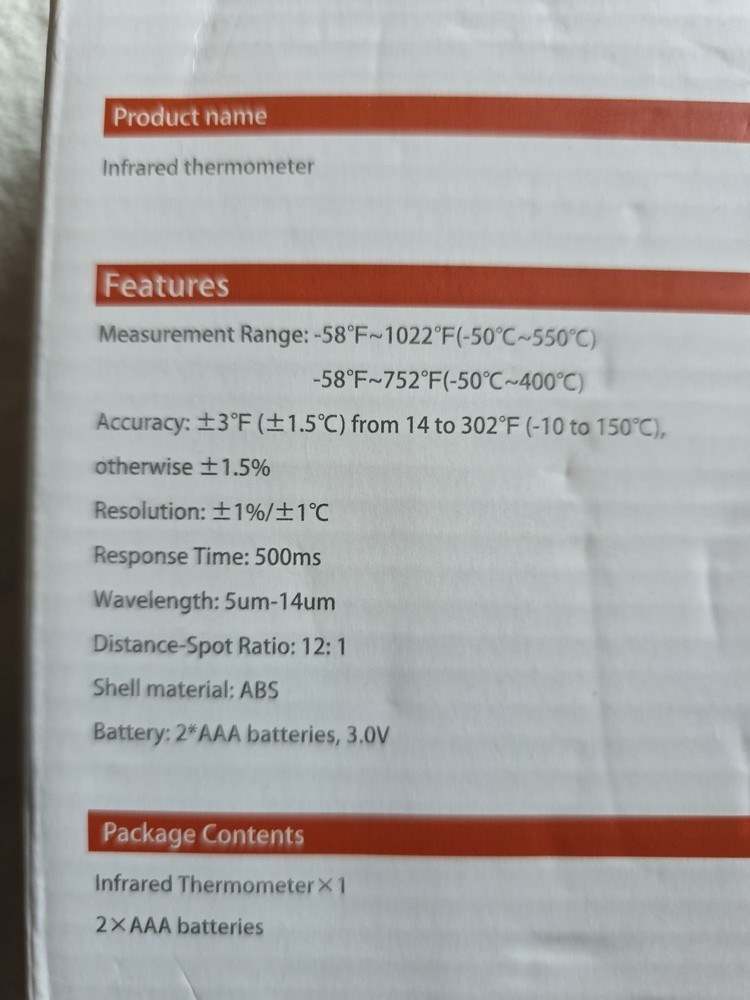 Product name
Infrared thermometer
Features
Measurement Range: -58°F~1022°F(-50℃~550℃)
-58°F~752°F(-50℃~400℃)
Accuracy: ±3°F (±1.5℃) from 14 to 302°F (-10 to 150℃),
otherwise ±1.5%
Resolution: ±1%/±1℃
Response Time: 500ms
Wavelength: 5um-14um
Distance-Spot Ratio: 12: 1
Shell material: ABS
Battery: 2*AAA batteries, 3.0V
Package Contents
Infrared Thermometer×1
2×AAA batteries